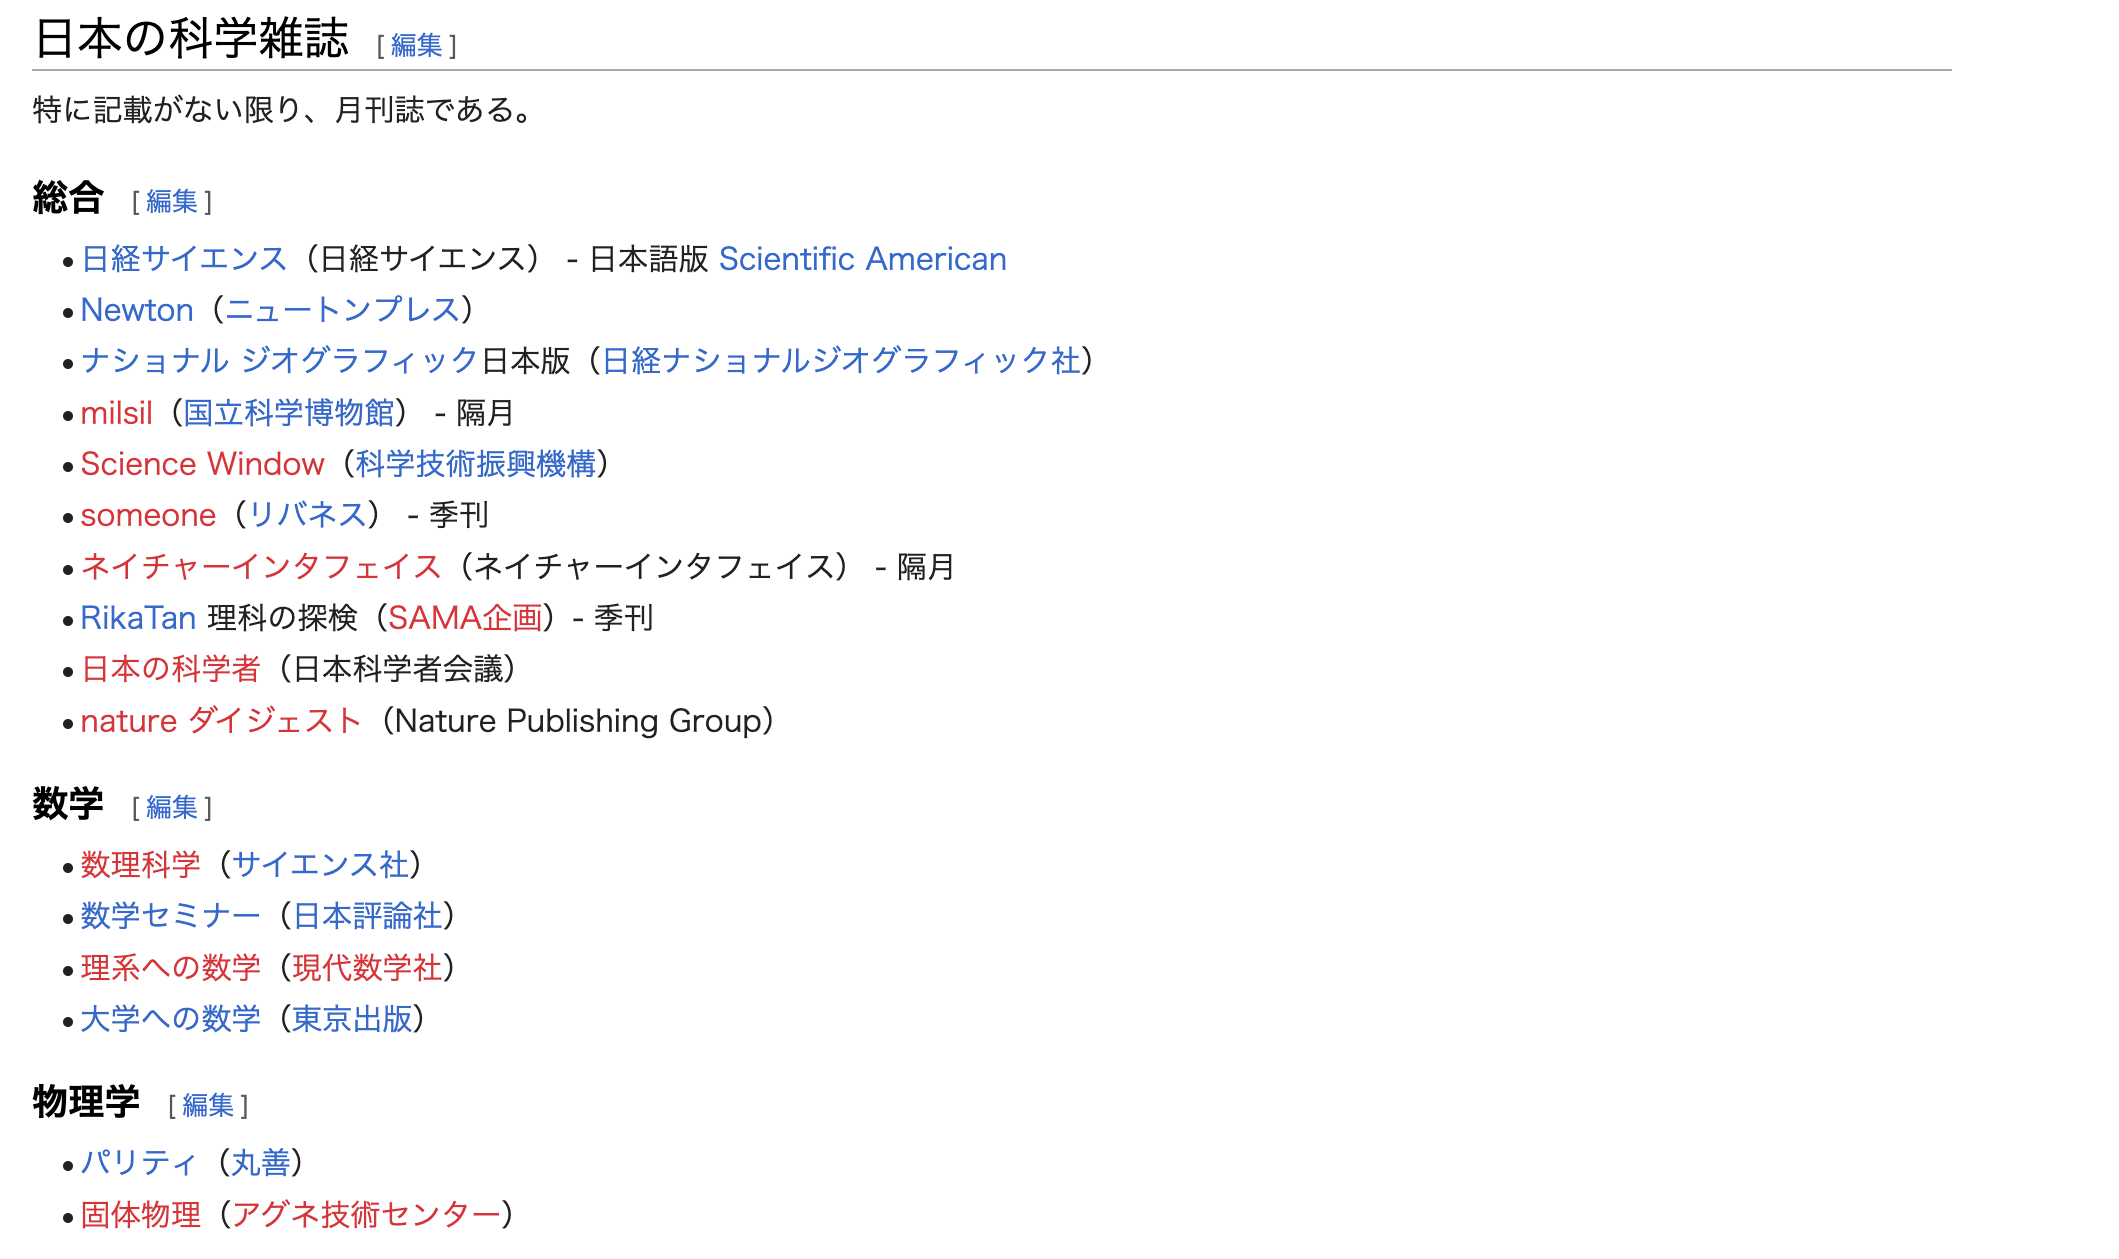 日本の科学雑誌 [編集]
特に記載がない限り、月刊誌である。
総合 [編集]
• 日経サイエンス（日経サイエンス） - 日本語版 Scientific American
• Newton（ニュートンプレス）
• ナショナル ジオグラフィック日本版（日経ナショナルジオグラフィック社）
• milsil（国立科学博物館） - 隔月
• Science Window（科学技術振興機構）
• someone（リバネス） - 季刊
• ネイチャーインタフェイス（ネイチャーインタフェイス） - 隔月
• RikaTan 理科の探検（SAMA企画）- 季刊
• 日本の科学者（日本科学者会議）
• nature ダイジェスト（Nature Publishing Group）
数学 [編集]
• 数理科学（サイエンス社）
• 数学セミナー（日本評論社）
• 理系への数学（現代数学社）
• 大学への数学（東京出版）
物理学 [編集]
• パリティ（丸善）
• 固体物理（アグネ技術センター）